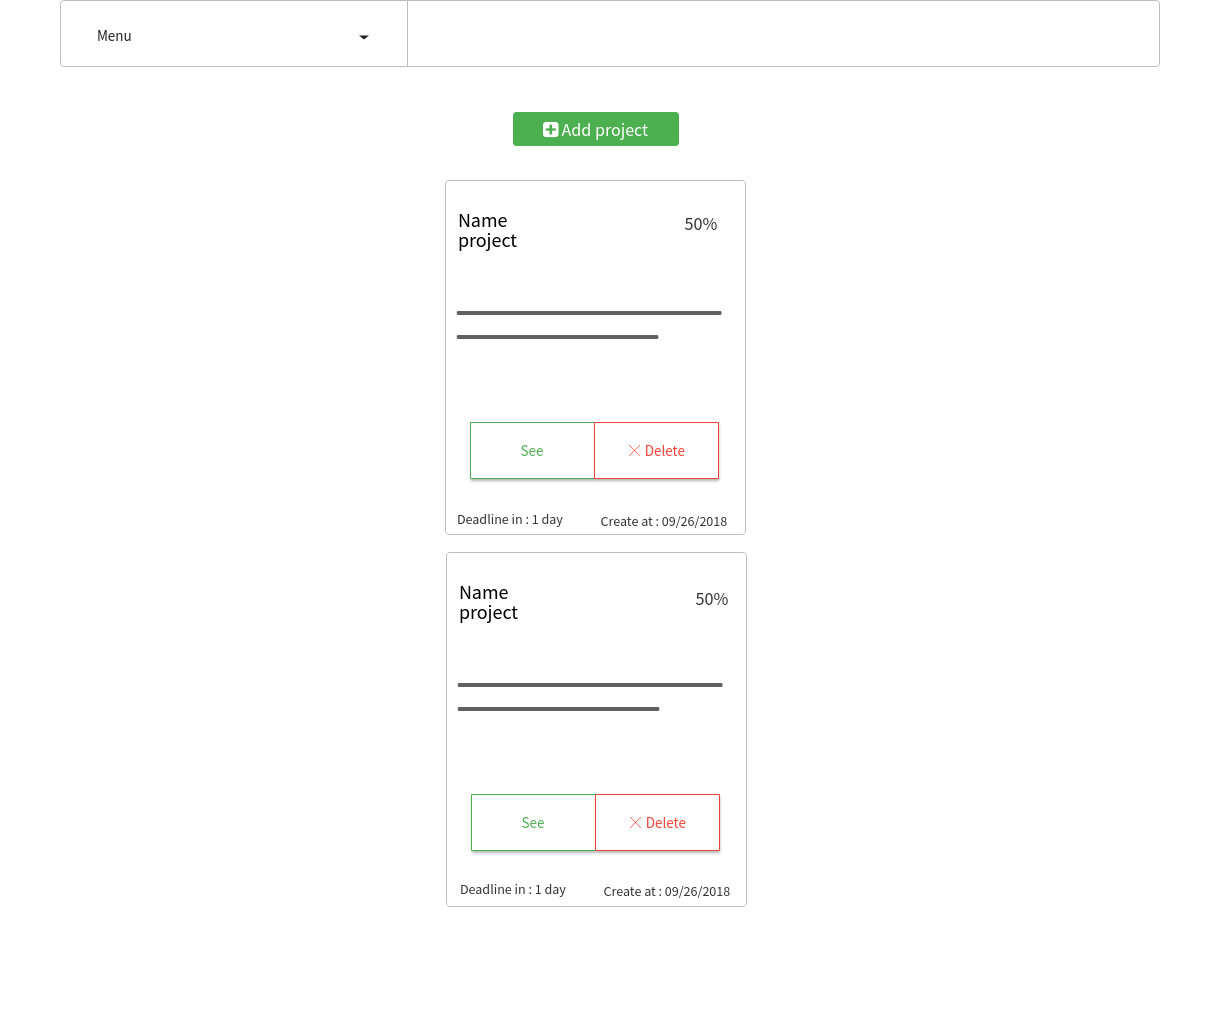 Menu
Add project
Name
project
50%
See
Delete
Deadline in : 1 day
Create at : 09/26/2018
Name
project
50%
See
Delete
Deadline in : 1 day
Create at : 09/26/2018